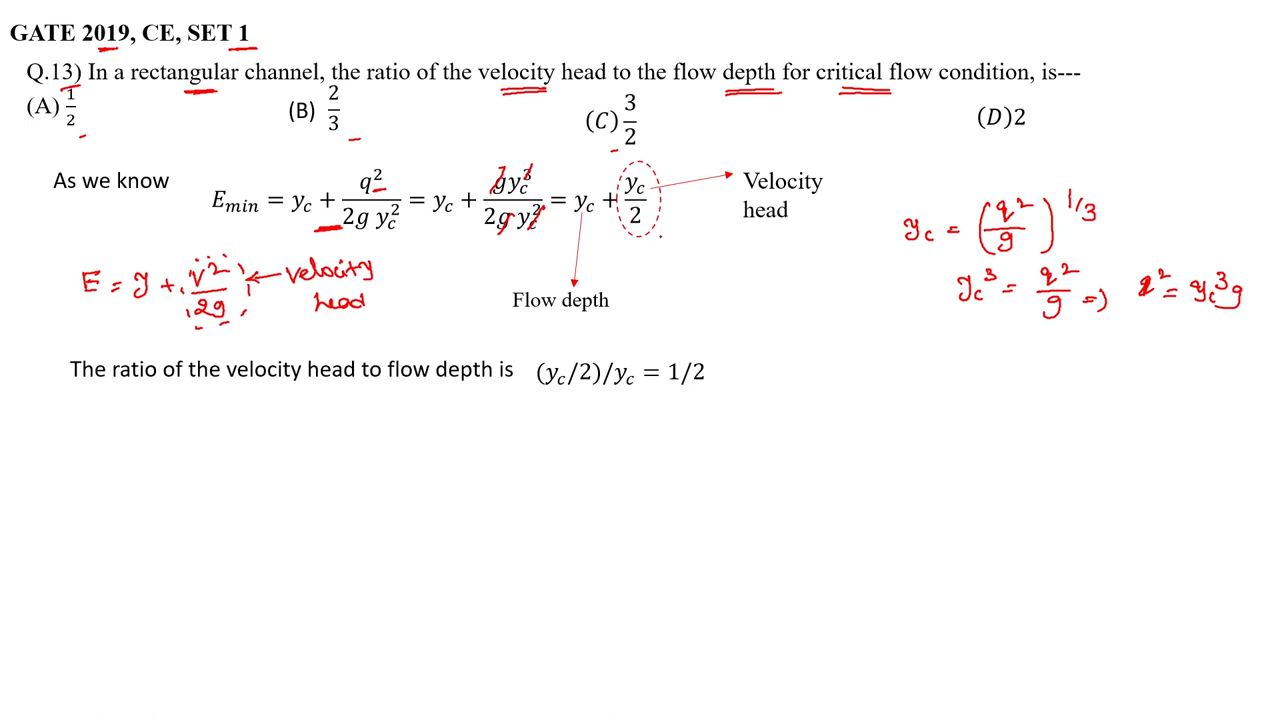 GATE 2019, CE, SET 1
Q.13) In a rectangular channel, the ratio of the velocity head to the flow depth for critical flow condition, is---
(A) 1/2 (B) 2/3 (C) 3/2 (D)2
As we know
E_min = y_c + q²/(2g y_c²) = y_c + gy_c³/(2g y_c²) = y_c + y_c/2
Velocity
head
y_c = (q²/g)^1/3
E = y + v²/2g ← velocity
head
y_c³ = q²/g => q² = y_c³g
Flow depth
The ratio of the velocity head to flow depth is (y_c/2)/y_c = 1/2